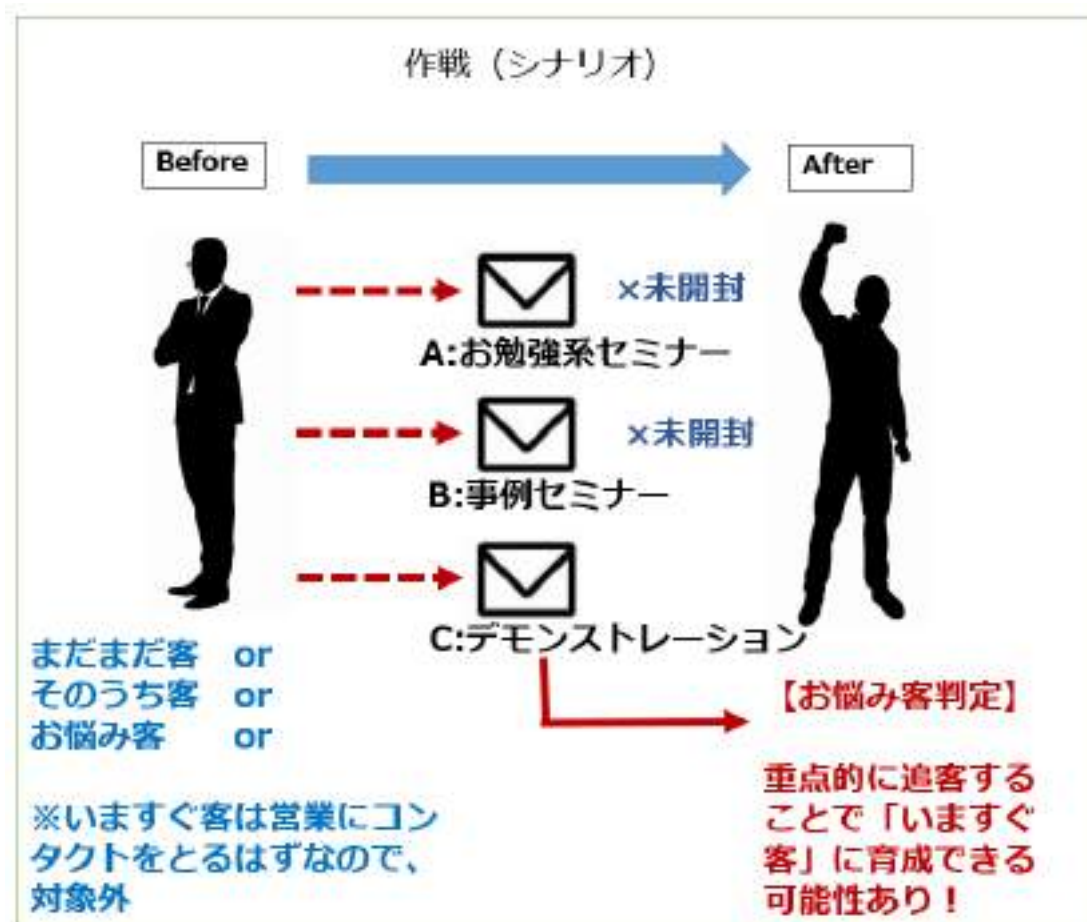 作戦（シナリオ）
Before
After
×未開封
A:お勉強系セミナー
×未開封
B:事例セミナー
C:デモンストレーション
まだまだ客 or
そのうち客 or
お悩み客 or
※いますぐ客は営業にコン
タクトをとるはずなので、
対象外
【お悩み客判定】
重点的に追客する
ことで「いますぐ
客」に育成できる
可能性あり！